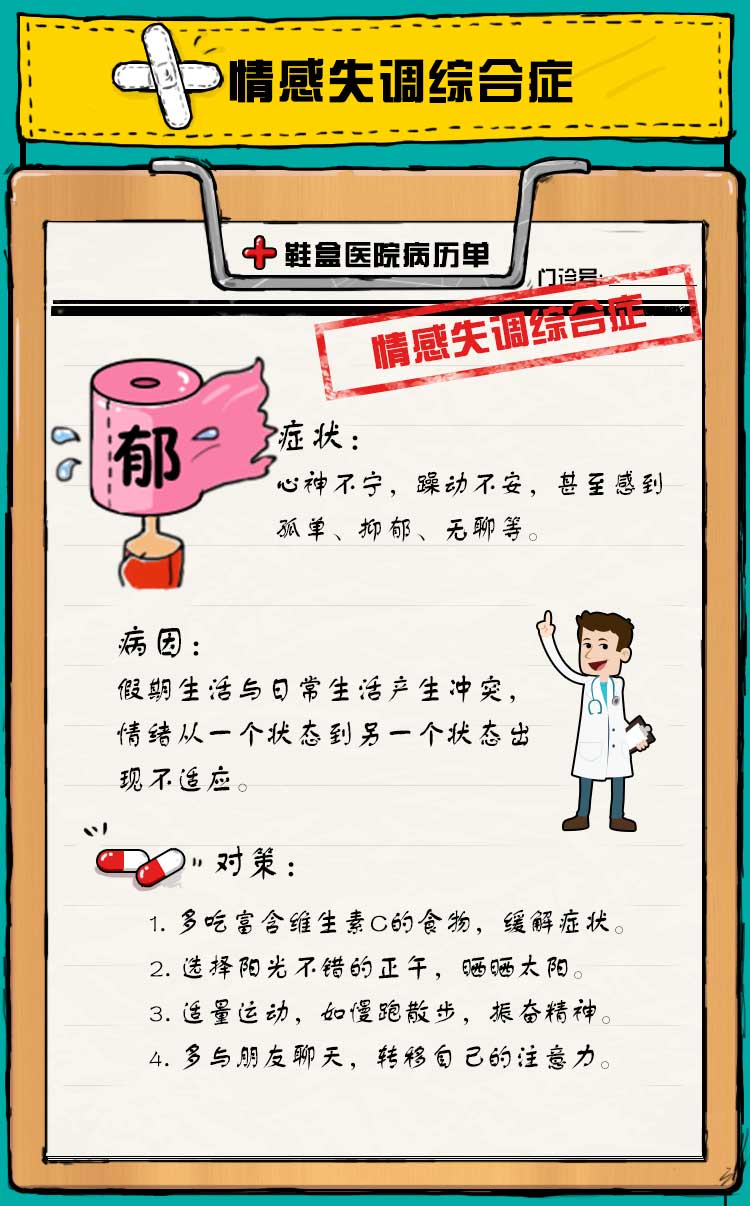 情感失调综合症
鞋盒医院病历单
门诊号:
情感失调综合症
郁
症状：
心神不宁，躁动不安，甚至感到
孤单、抑郁、无聊等。
病因：
假期生活与日常生活产生冲突，
情绪从一个状态到另一个状态出
现不适应。
对策：
1. 多吃富含维生素C的食物，缓解症状。
2. 选择阳光不错的正午，晒晒太阳。
3. 适量运动，如慢跑散步，振奋精神。
4. 多与朋友聊天，转移自己的注意力。